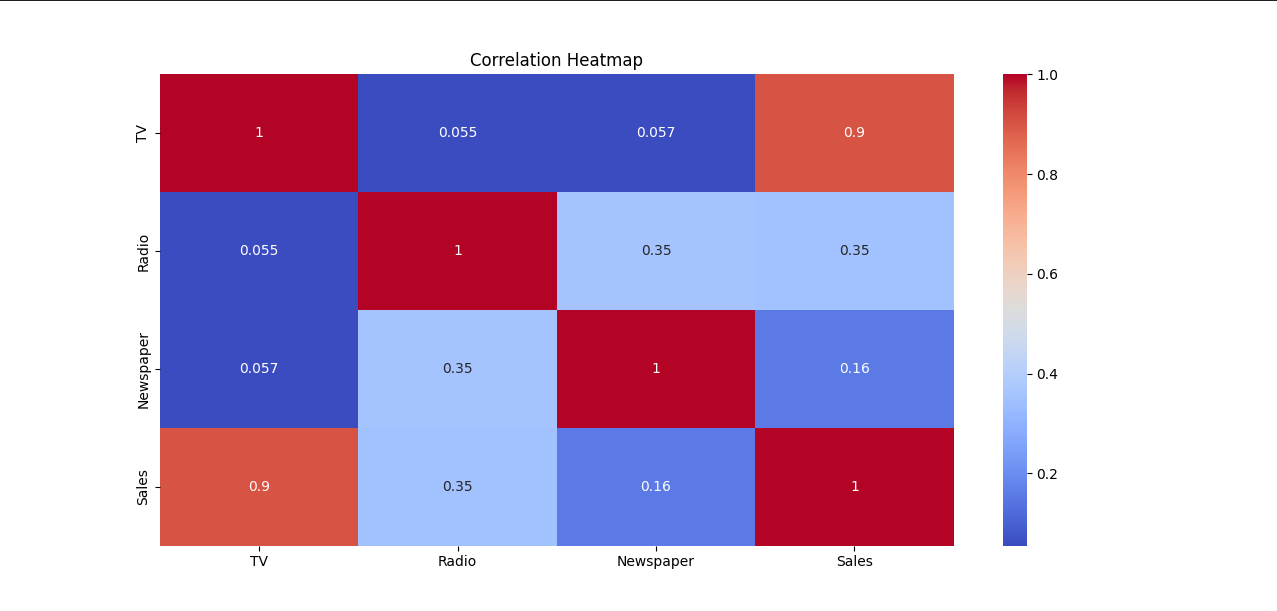 Correlation Heatmap
TV
1
0.055
0.057
0.9
1.0
Radio
0.055
1
0.35
0.35
0.8
Newspaper
0.057
0.35
1
0.16
0.6
Sales
0.9
0.35
0.16
1
0.4
0.2
TV
Radio
Newspaper
Sales